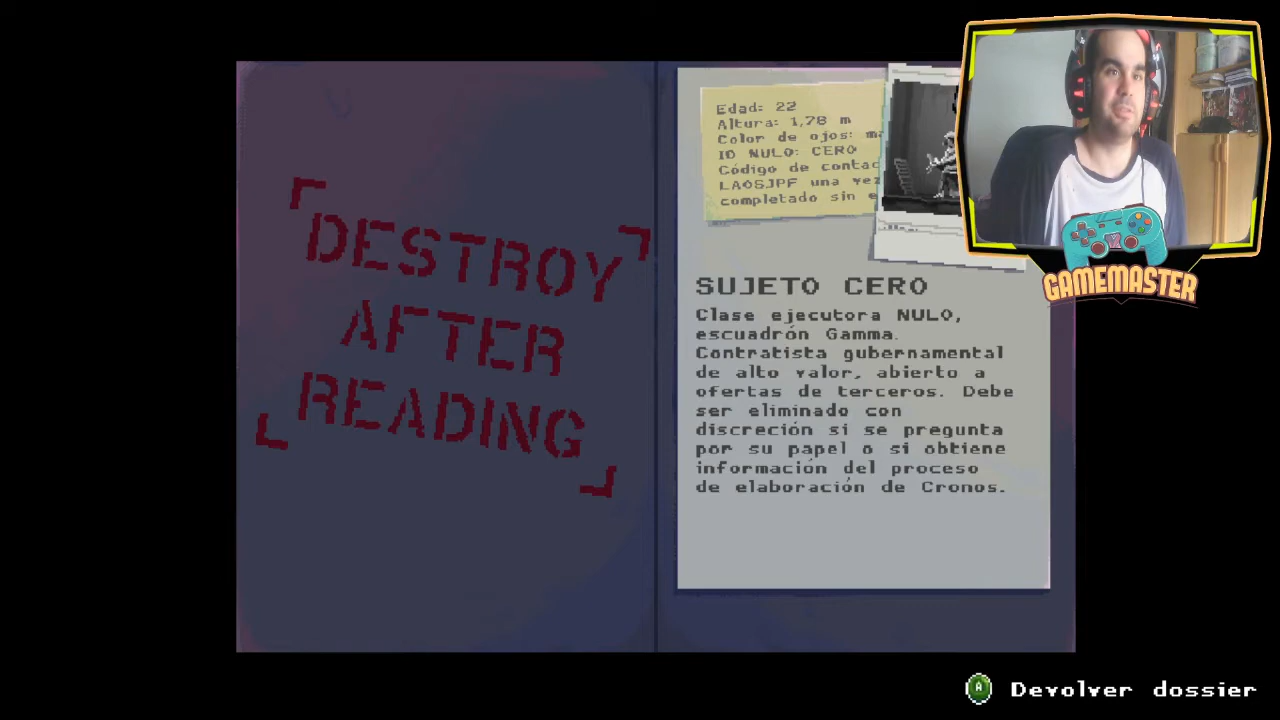 DESTROY
AFTER
READING
Edad: 22
Altura: 1,78 m
Color de ojos:
ID NULO: CERO
Código de
LAOSJPF una
completado sin
SUJETO CERO
Clase ejecutora NULO,
escuadrón Gamma.
Contratista gubernamental
de alto valor, abierto a
ofertas de terceros. Debe
ser eliminado con
discreción si se pregunta
por su papel o si obtiene
información del proceso
de elaboración de Cronos.
GAMEMASTER
A Devolver dossier